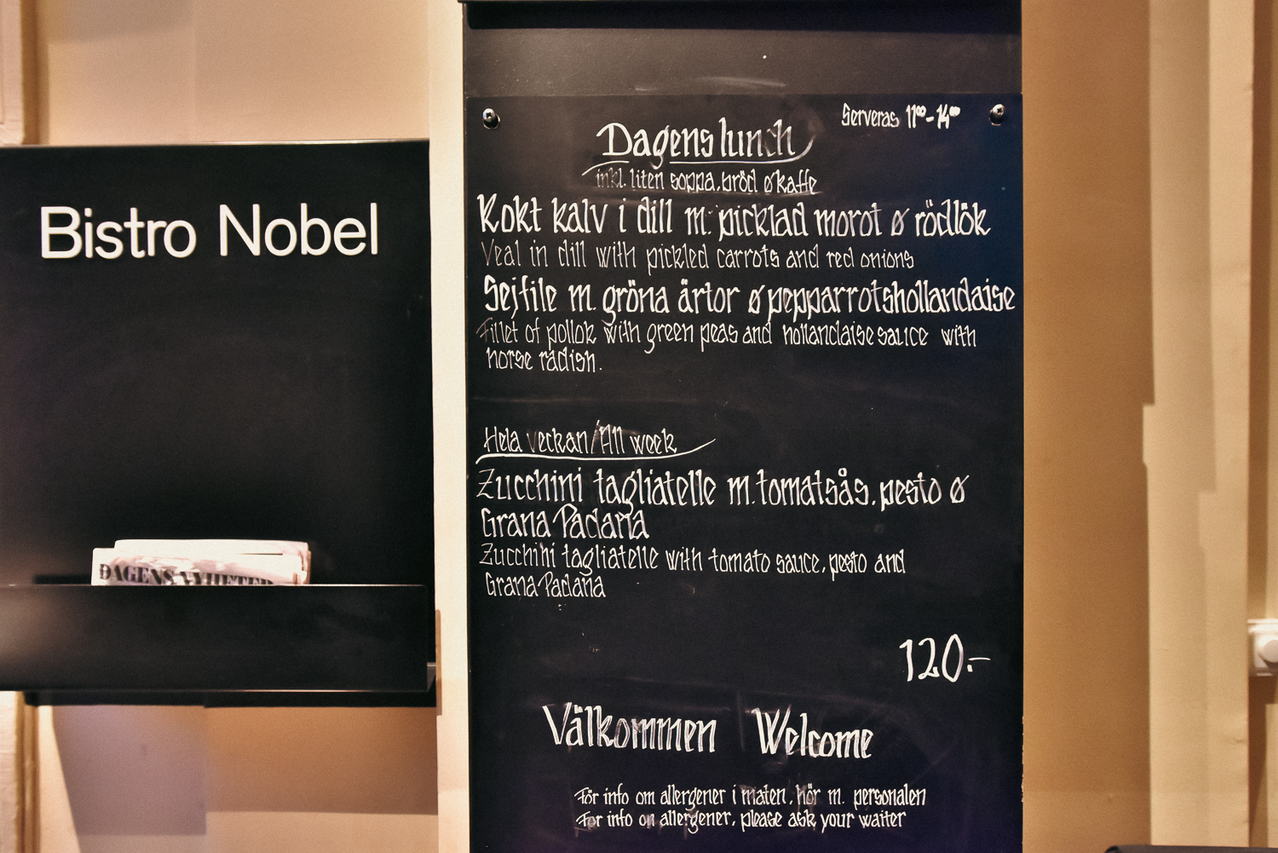 Bistro Nobel
DAGENS NYHETER
Serveras 11⁰⁰-14⁰⁰
Dagens lunch
inkl. liten soppa, bröd & kaffe
Kokt kalv i dill m. picklad morot & rödlök
Veal in dill with pickled carrots and red onions
Sejfile m. gröna ärtor & pepparrotshollandaise
Fillet of pollok with green peas and hollandaise sauce with
horse radish.
Hela veckan/All week
Zucchini tagliatelle m. tomatsås, pesto &
Grana Padana
Zucchini tagliatelle with tomato sauce, pesto and
Grana Padana
120:-
Välkommen Welcome
För info om allergener i maten, hör m. personalen
For info on allergener, please ask your waiter